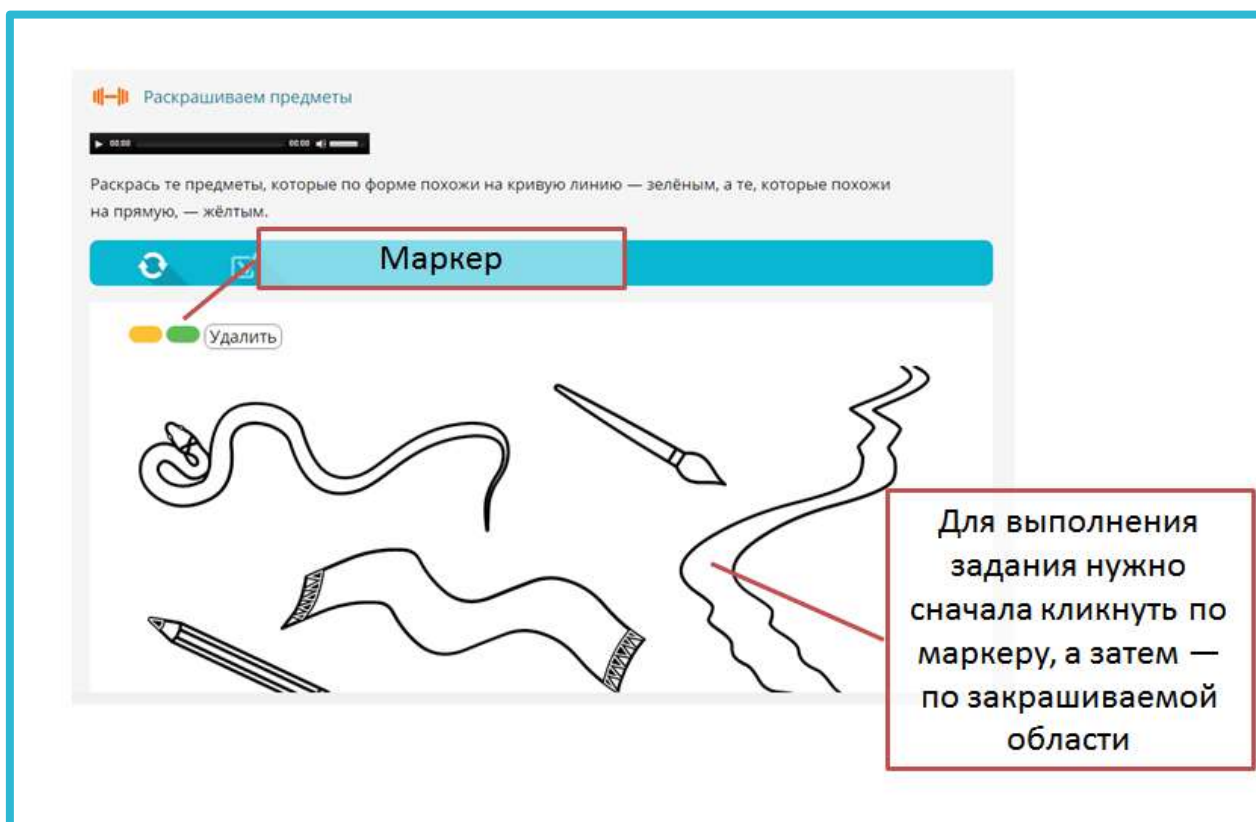 Раскрашиваем предметы
00:00 00:00
Раскрась те предметы, которые по форме похожи на кривую линию — зелёным, а те, которые похожи
на прямую, — жёлтым.
Маркер
Удалить
Для выполнения
задания нужно
сначала кликнуть по
маркеру, а затем —
по закрашиваемой
области